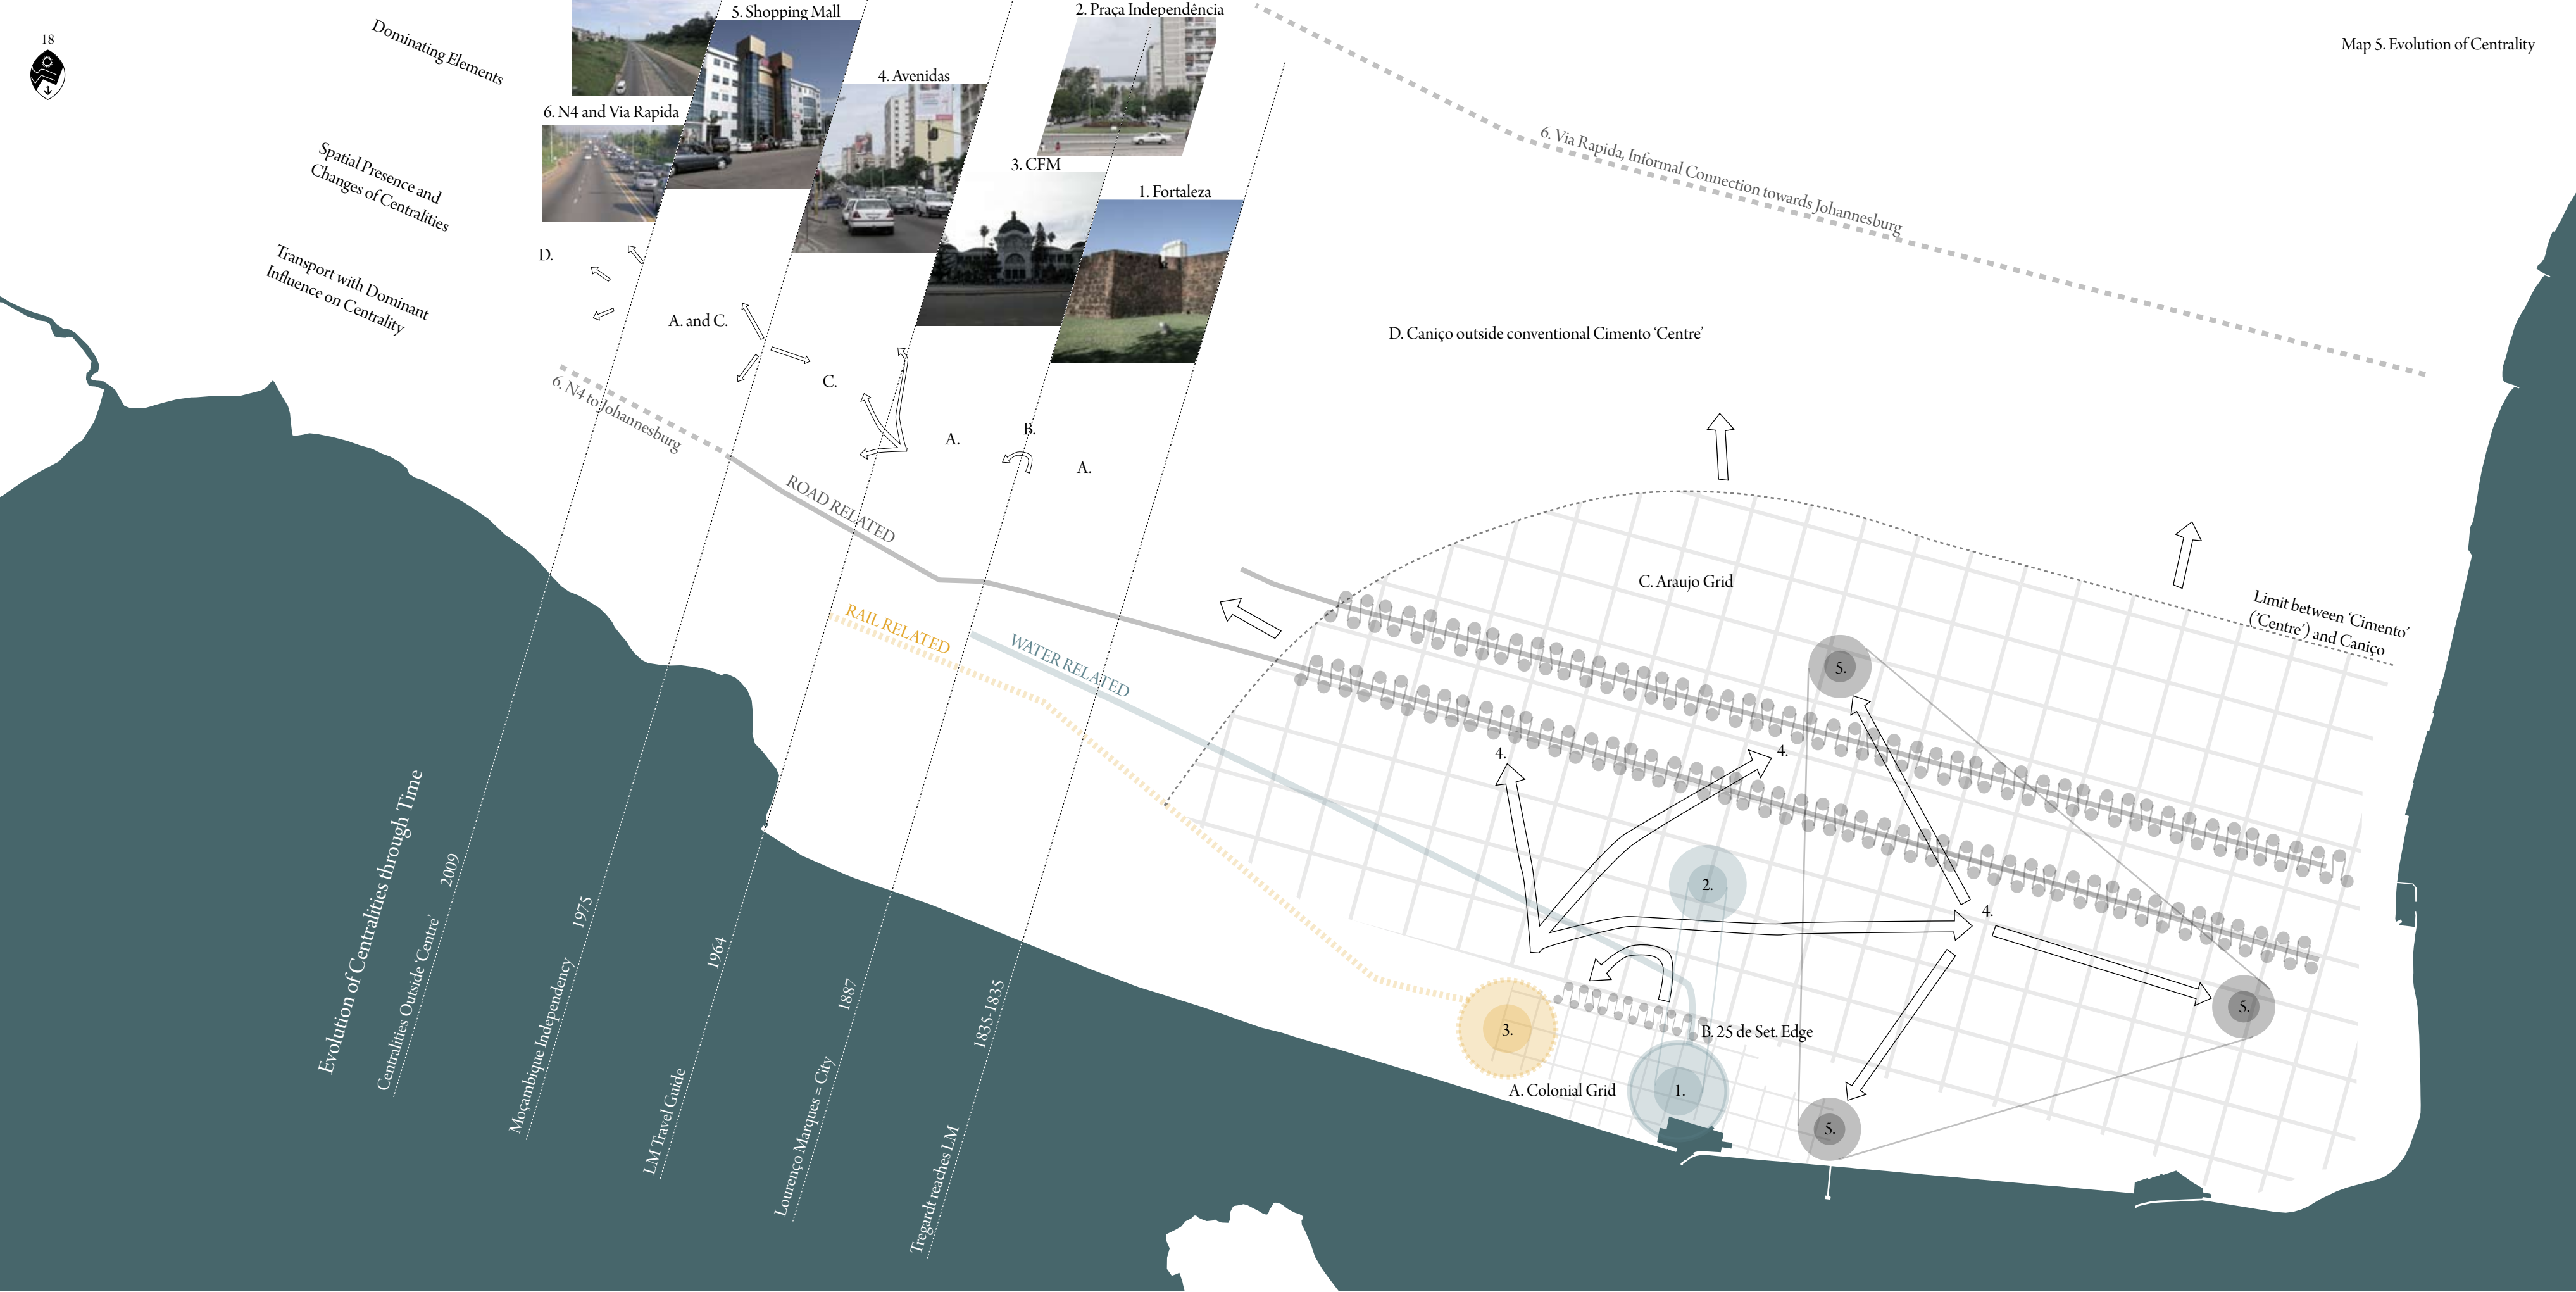 18
Map 5. Evolution of Centrality
Dominating Elements
Spatial Presence and
Changes of Centralities
Transport with Dominant
Influence on Centrality
5. Shopping Mall
2. Praça Independência
4. Avenidas
6. N4 and Via Rapida
3. CFM
1. Fortaleza
D.
A. and C.
C.
A.
B.
A.
6. Via Rapida, Informal Connection towards Johannesburg
D. Caniço outside conventional Cimento ‘Centre’
6. N4 to Johannesburg
ROAD RELATED
RAIL RELATED
WATER RELATED
C. Araujo Grid
Limit between ‘Cimento’
(‘Centre’) and Caniço
5.
4.
4.
2.
4.
5.
3.
B. 25 de Set. Edge
A. Colonial Grid
1.
5.
Evolution of Centralities through Time
Centralities Outside ‘Centre’ 2009
Moçambique Independency 1975
LM Travel Guide 1964
Lourenço Marques = City 1887
Tregardt reaches LM 1835-1835